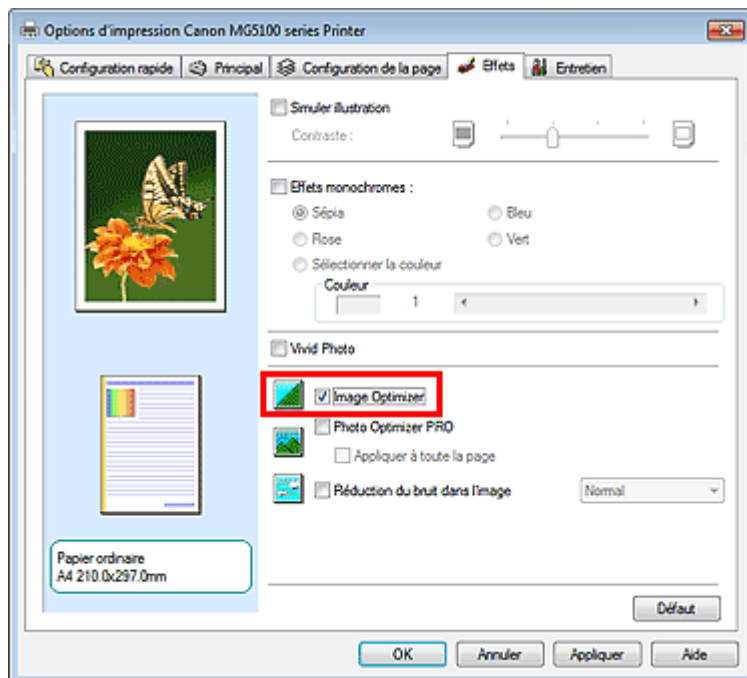 Options d'impression Canon MG5100 series Printer
Configuration rapide Principal Configuration de la page Effets Entretien
Simuler illustration
Contraste :
Effets monochromes :
Sépia Bleu
Rose Vert
Sélectionner la couleur
Couleur
1
Vivid Photo
Image Optimizer
Photo Optimizer PRO
Appliquer à toute la page
Réduction du bruit dans l'image Normal
Papier ordinaire
A4 210.0x297.0mm
Défaut
OK Annuler Appliquer Aide